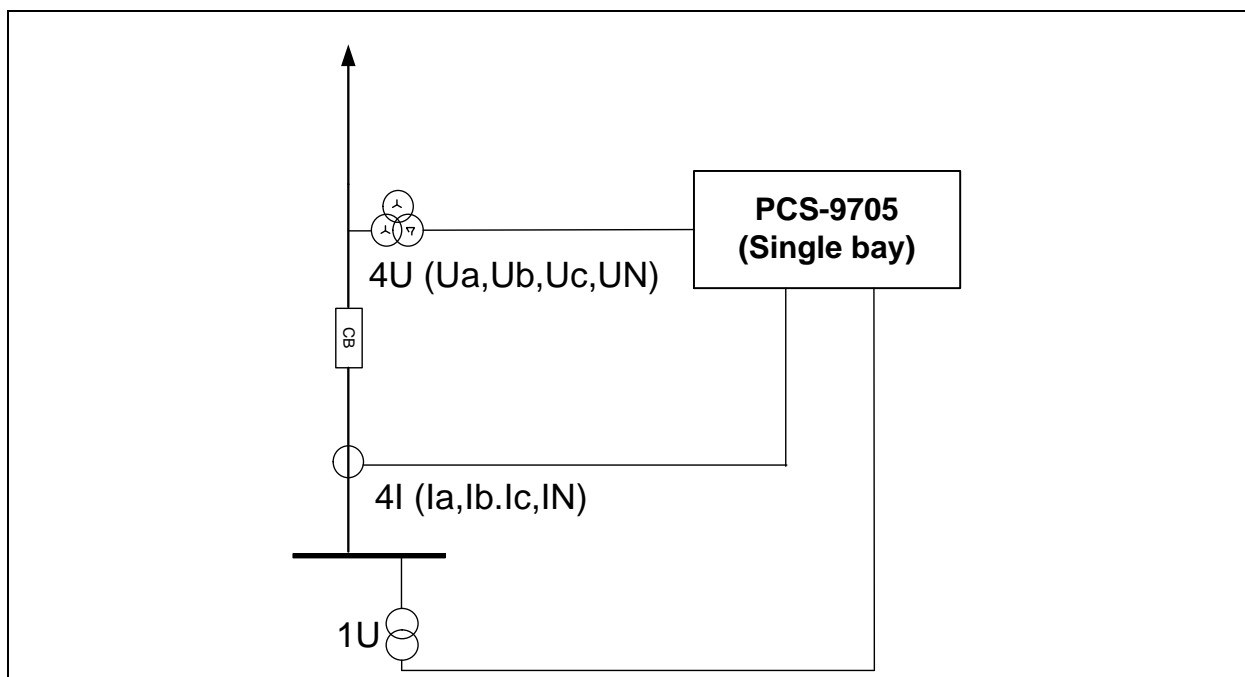 PCS-9705
(Single bay)
4U (Ua,Ub,Uc,UN)
CB
4I (Ia,Ib.Ic,IN)
1U